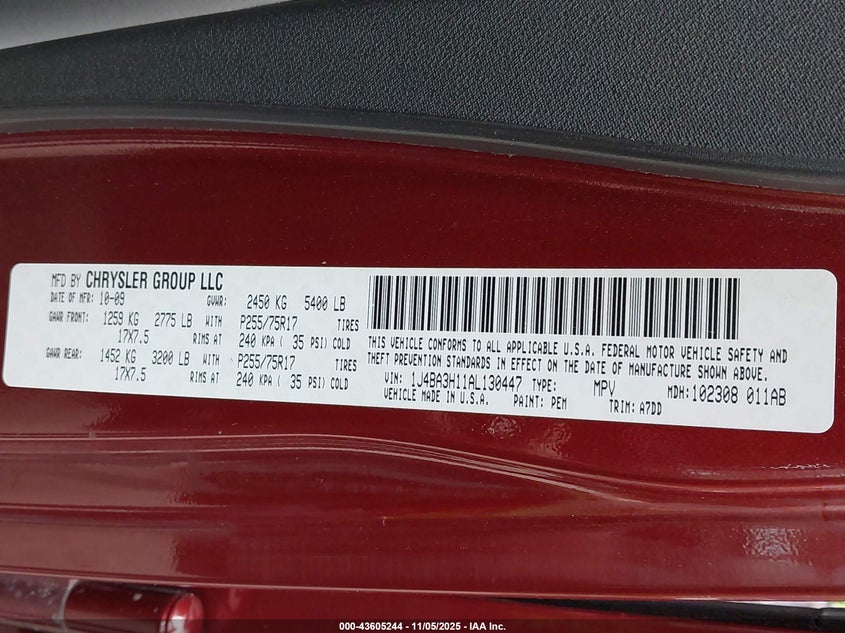 MFD BY CHRYSLER GROUP LLC
DATE OF MFR: 10-09 GVWR: 2450 KG 5400 LB
GAWR FRONT: 1259 KG 2775 LB WITH P255/75R17 TIRES
17X7.5 RIMS AT 240 KPA ( 35 PSI) COLD
GAWR REAR: 1452 KG 3200 LB WITH P255/75R17 TIRES
17X7.5 RIMS AT 240 KPA ( 35 PSI) COLD
THIS VEHICLE CONFORMS TO ALL APPLICABLE U.S.A. FEDERAL MOTOR VEHICLE SAFETY AND
THEFT PREVENTION STANDARDS IN EFFECT ON THE DATE OF MANUFACTURE SHOWN ABOVE.
VIN: 1J4BA3H11AL130447 TYPE: MPV MDH: 102308 011AB
VEHICLE MADE IN U.S.A. PAINT: PEM TRIM: A7DD
000-43605244 - 11/05/2025 - IAA Inc.